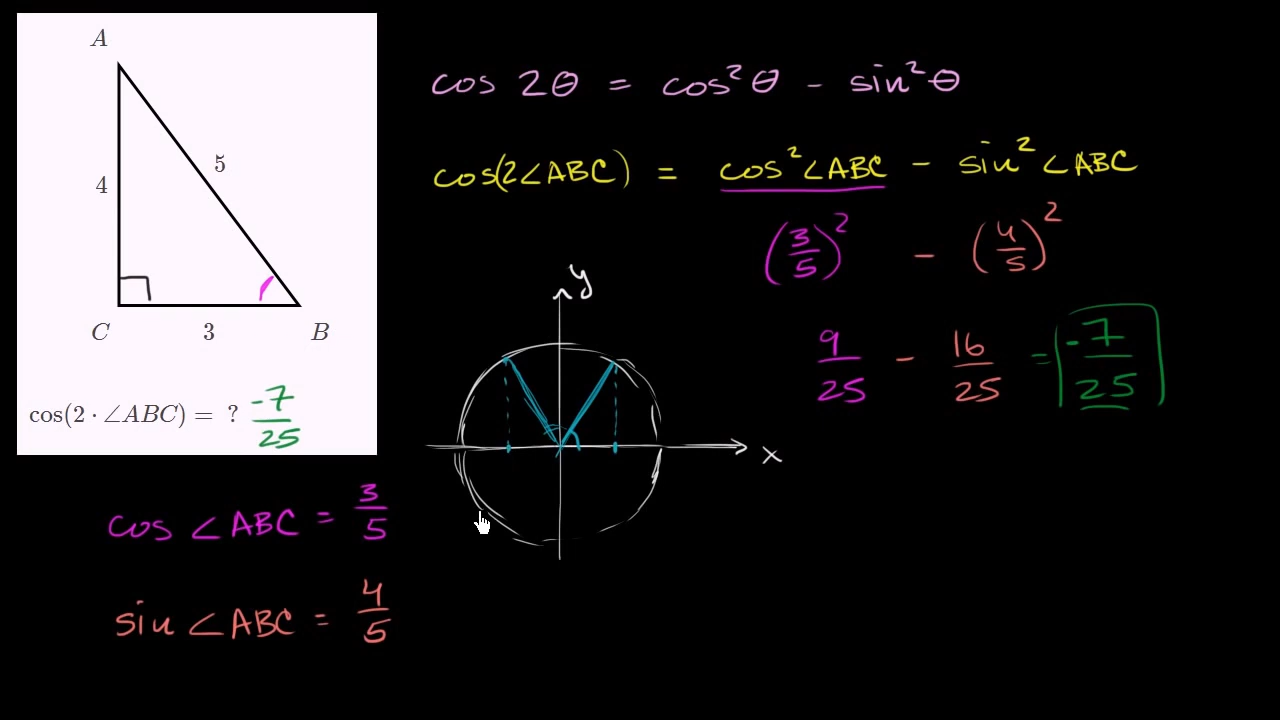 A
5
4
C 3 B
cos(2 · ∠ABC) = ? -7/25
cos ∠ABC = 3/5
sin ∠ABC = 4/5
cos 2θ = cos²θ - sin²θ
cos(2∠ABC) = cos²∠ABC - sin²∠ABC
(3/5)² - (4/5)²
9/25 - 16/25 = -7/25
y
x